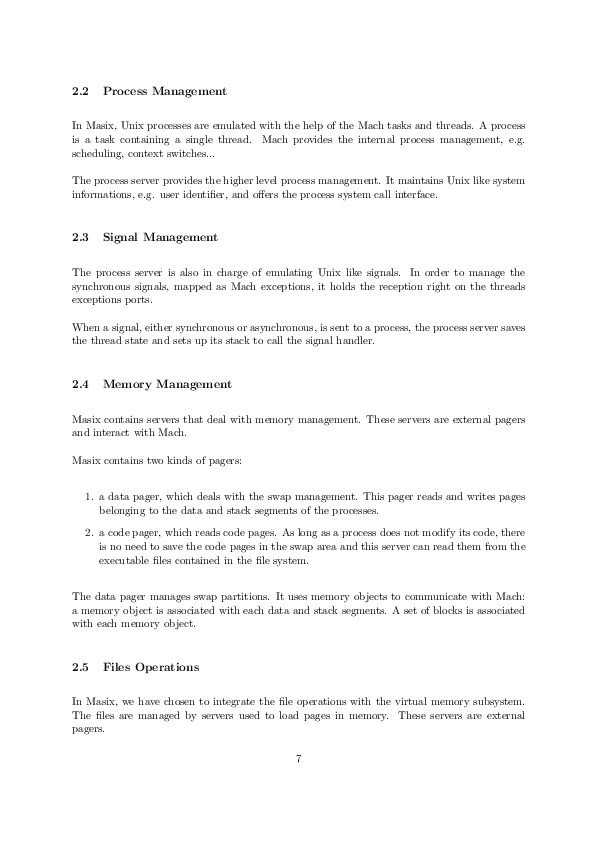 2.2 Process Management
In Masix, Unix processes are emulated with the help of the Mach tasks and threads. A process
is a task containing a single thread. Mach provides the internal process management, e.g.
scheduling, context switches...
The process server provides the higher level process management. It maintains Unix like system
informations, e.g. user identifier, and offers the process system call interface.
2.3 Signal Management
The process server is also in charge of emulating Unix like signals. In order to manage the
synchronous signals, mapped as Mach exceptions, it holds the reception right on the threads
exceptions ports.
When a signal, either synchronous or asynchronous, is sent to a process, the process server saves
the thread state and sets up its stack to call the signal handler.
2.4 Memory Management
Masix contains servers that deal with memory management. These servers are external pagers
and interact with Mach.
Masix contains two kinds of pagers:
1. a data pager, which deals with the swap management. This pager reads and writes pages
belonging to the data and stack segments of the processes.
2. a code pager, which reads code pages. As long as a process does not modify its code, there
is no need to save the code pages in the swap area and this server can read them from the
executable files contained in the file system.
The data pager manages swap partitions. It uses memory objects to communicate with Mach:
a memory object is associated with each data and stack segments. A set of blocks is associated
with each memory object.
2.5 Files Operations
In Masix, we have chosen to integrate the file operations with the virtual memory subsystem.
The files are managed by servers used to load pages in memory. These servers are external
pagers.
7